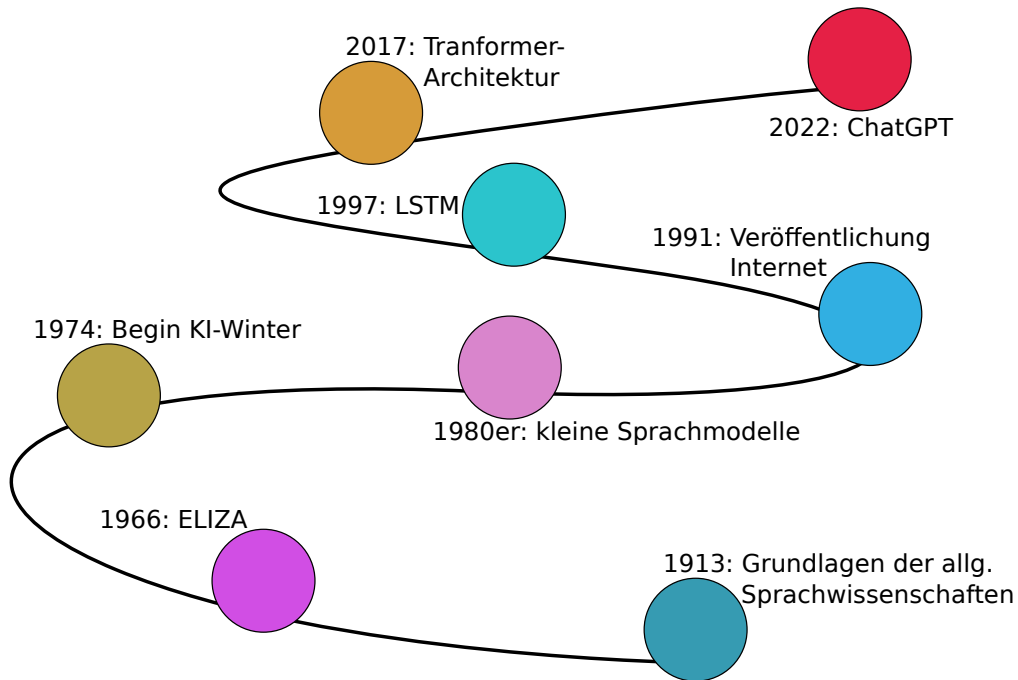 2017: Tranformer-
Architektur
2022: ChatGPT
1997: LSTM
1991: Veröffentlichung
Internet
1974: Begin KI-Winter
1980er: kleine Sprachmodelle
1966: ELIZA
1913: Grundlagen der allg.
Sprachwissenschaften